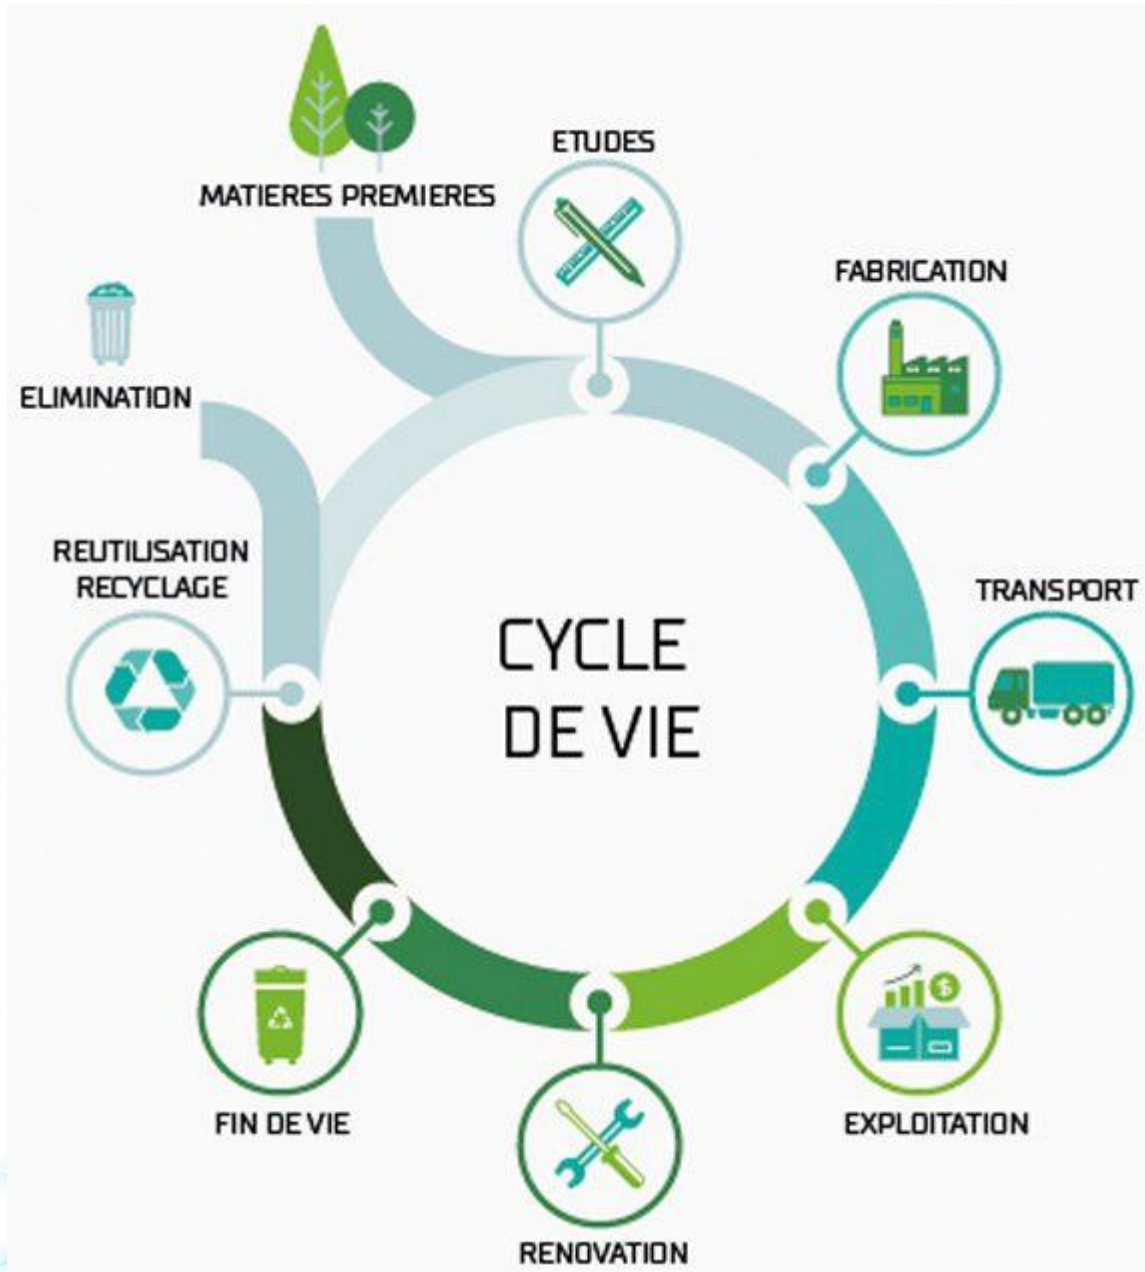 ETUDES
MATIERES PREMIERES
FABRICATION
ELIMINATION
REUTILISATION
RECYCLAGE
TRANSPORT
CYCLE
DE VIE
$
FIN DE VIE
EXPLOITATION
RENOVATION